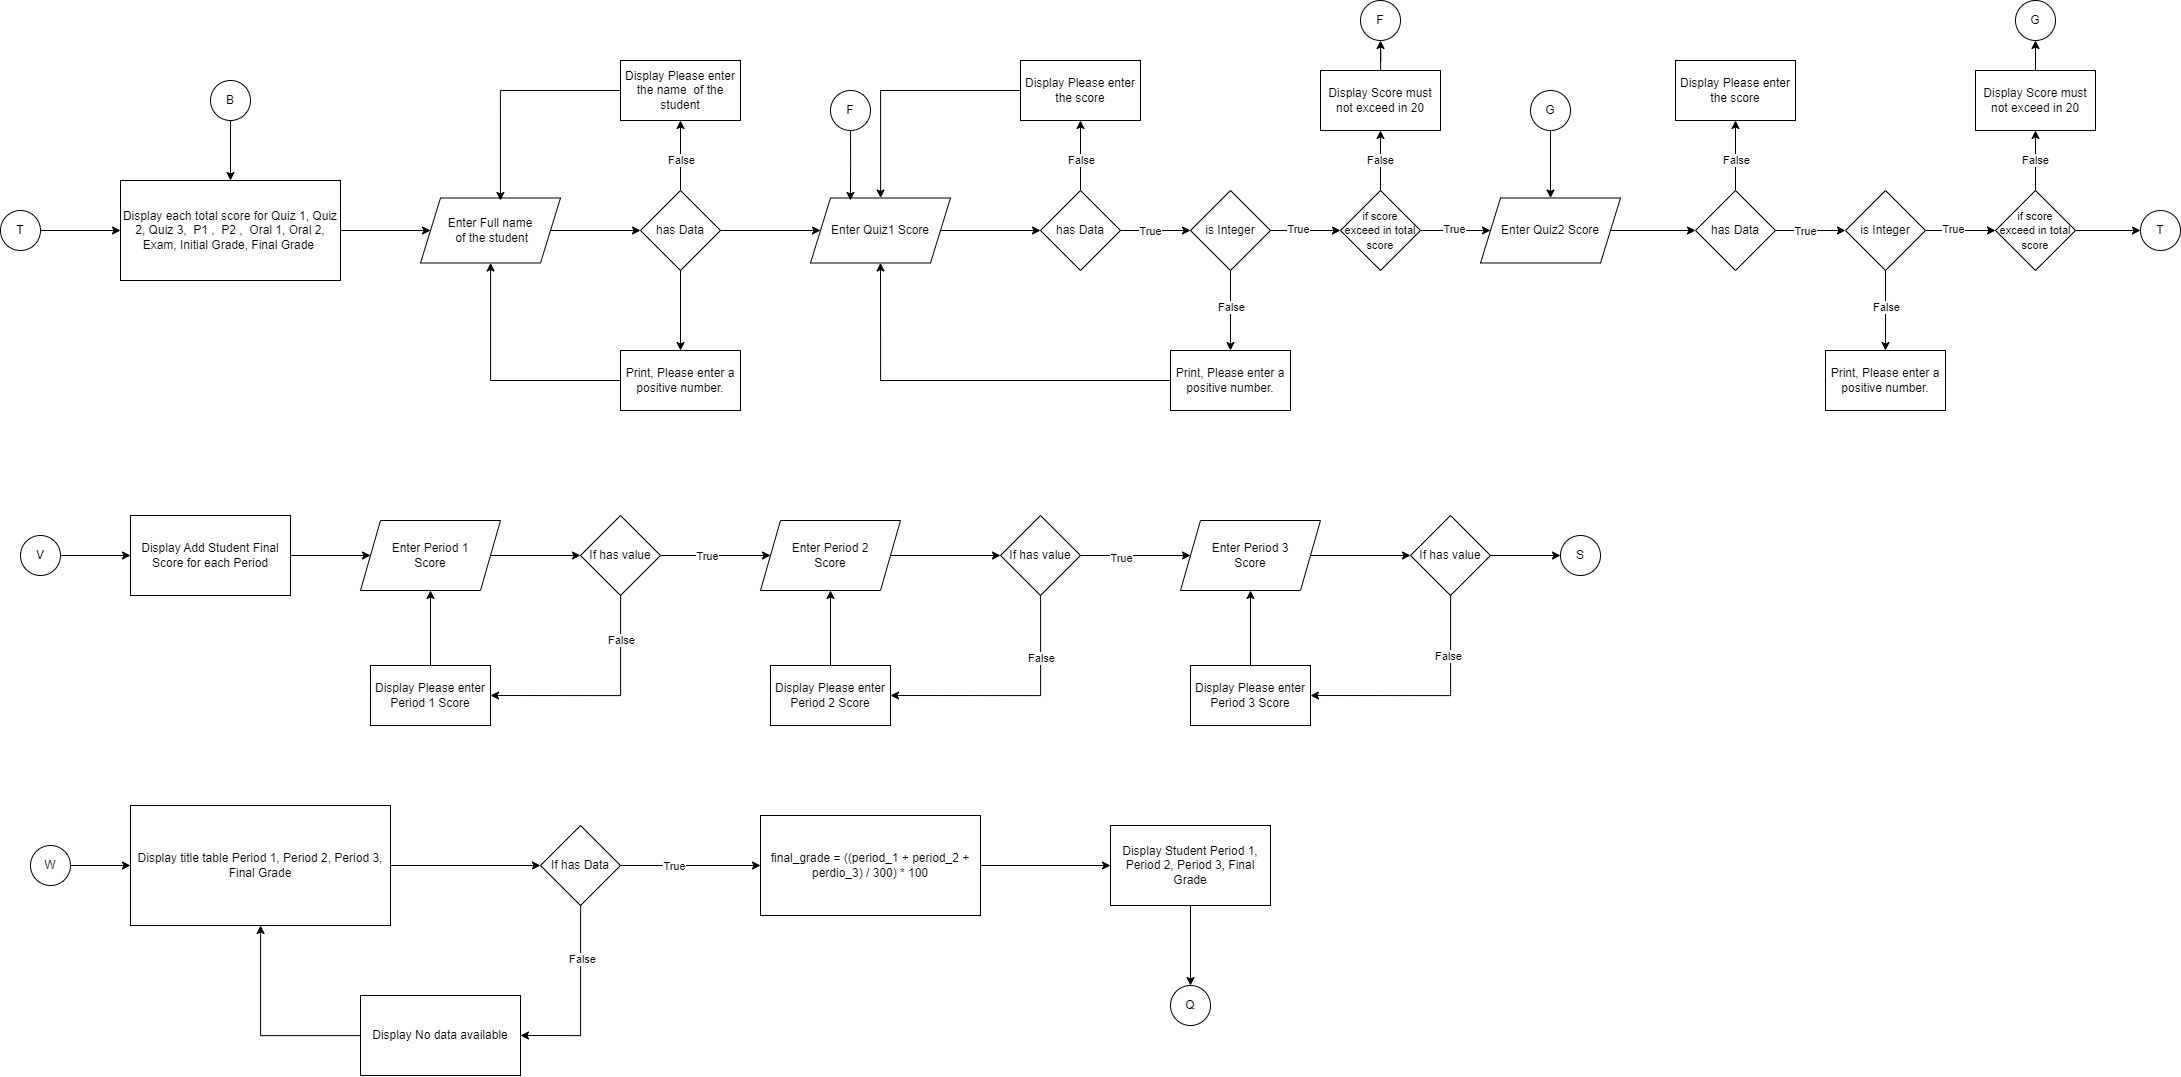 F
G
B
Display Please enter
the name of the
student
F
Display Please enter
the score
Display Score must
not exceed in 20
G
Display Please enter
the score
Display Score must
not exceed in 20
False
False
False
False
False
T
Display each total score for Quiz 1, Quiz
2, Quiz 3, P1 , P2 , Oral 1, Oral 2,
Exam, Initial Grade, Final Grade
Enter Full name
of the student
has Data
Enter Quiz1 Score
has Data
True
is Integer
True
if score
exceed in total
score
True
Enter Quiz2 Score
has Data
True
is Integer
True
if score
exceed in total
score
T
False
False
Print, Please enter a
positive number.
Print, Please enter a
positive number.
Print, Please enter a
positive number.
V
Display Add Student Final
Score for each Period
Enter Period 1
Score
If has value
True
Enter Period 2
Score
If has value
True
Enter Period 3
Score
If has value
S
False
False
False
Display Please enter
Period 1 Score
Display Please enter
Period 2 Score
Display Please enter
Period 3 Score
W
Display title table Period 1, Period 2, Period 3,
Final Grade
If has Data
True
final_grade = ((period_1 + period_2 +
perdio_3) / 300) * 100
Display Student Period 1,
Period 2, Period 3, Final
Grade
False
Display No data available
Q